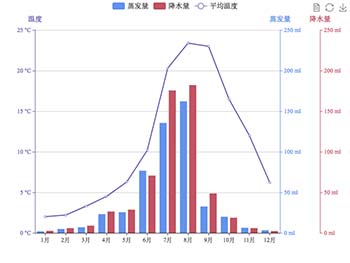 蒸发量 降水量 平均温度
温度 蒸发量 降水量
25 °C 250 ml 250 ml
20 °C 200 ml 200 ml
15 °C 150 ml 150 ml
10 °C 100 ml 100 ml
5 °C 50 ml 50 ml
0 °C 0 ml 0 ml
1月 2月 3月 4月 5月 6月 7月 8月 9月 10月 11月 12月